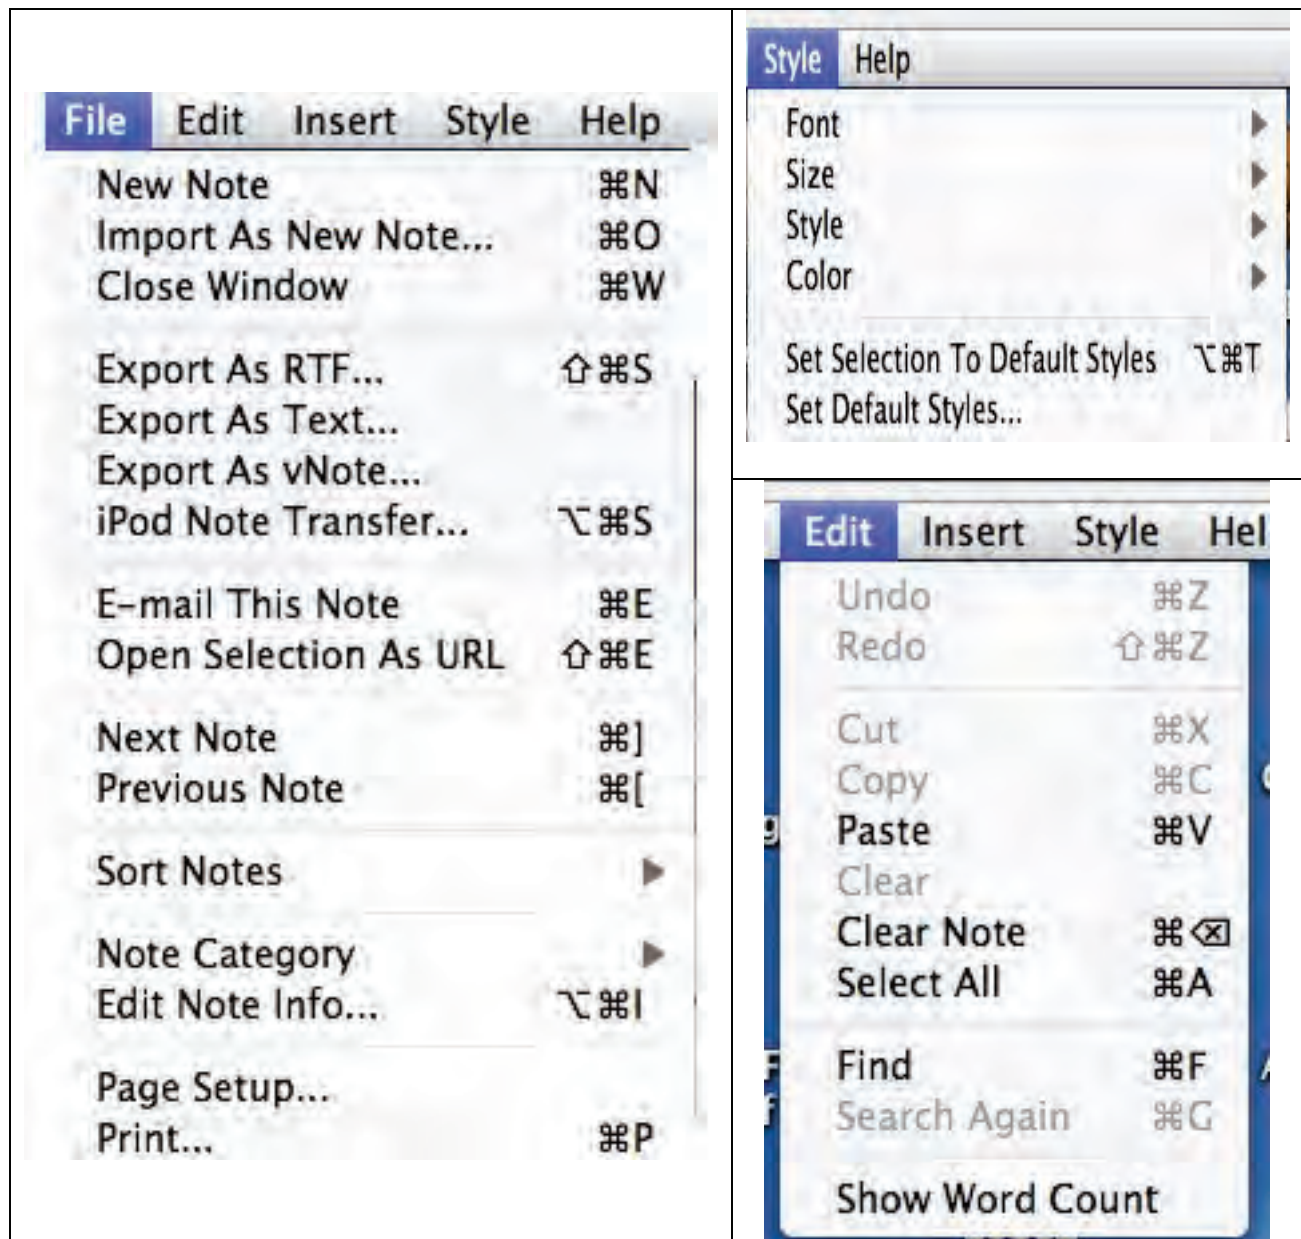 File Edit Insert Style Help
New Note ⌘N
Import As New Note... ⌘O
Close Window ⌘W
Export As RTF... ⇧⌘S
Export As Text...
Export As vNote...
iPod Note Transfer... ⌥⌘S
E-mail This Note ⌘E
Open Selection As URL ⇧⌘E
Next Note ⌘]
Previous Note ⌘[
Sort Notes ▶
Note Category ▶
Edit Note Info... ⌥⌘I
Page Setup...
Print... ⌘P
Style Help
Font ▶
Size ▶
Style ▶
Color ▶
Set Selection To Default Styles ⌥⌘T
Set Default Styles...
Edit Insert Style Hel
Undo ⌘Z
Redo ⇧⌘Z
Cut ⌘X
Copy ⌘C
Paste ⌘V
Clear
Clear Note ⌘⌫
Select All ⌘A
Find ⌘F
Search Again ⌘G
Show Word Count